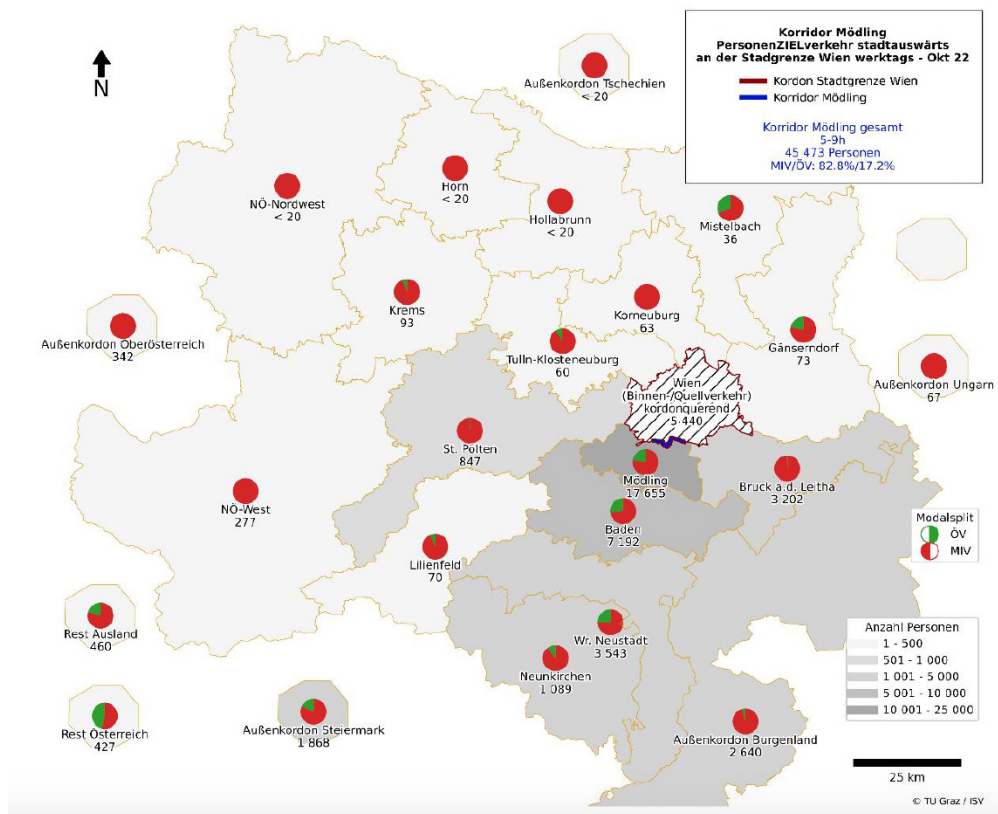 Korridor Mödling
PersonenZIELverkehr stadtauswärts
an der Stadgrenze Wien werktags - Okt 22
Kordon Stadtgrenze Wien
Korridor Mödling
Korridor Mödling gesamt
5-9h
45 473 Personen
MIV/ÖV: 82.8%/17.2%
N
Außenkordon Tschechien
< 20
NÖ-Nordwest
< 20
Horn
< 20
Hollabrunn
< 20
Mistelbach
36
Krems
93
Korneuburg
63
Außenkordon Oberösterreich
342
Tulln-Klosteneuburg
60
Gänserndorf
73
Außenkordon Ungarn
67
Wien
(Binnen-/Quellverkehr)
kordonquerend
5 440
St. Pölten
847
Mödling
17 655
Bruck a.d. Leitha
3 202
NÖ-West
277
Baden
7 192
Lilienfeld
70
Modalsplit
ÖV
MIV
Rest Ausland
460
Wr. Neustadt
3 543
Neunkirchen
1 089
Anzahl Personen
1 - 500
501 - 1 000
1 001 - 5 000
5 001 - 10 000
10 001 - 25 000
Rest Österreich
427
Außenkordon Steiermark
1 868
Außenkordon Burgenland
2 640
25 km
© TU Graz / ISV